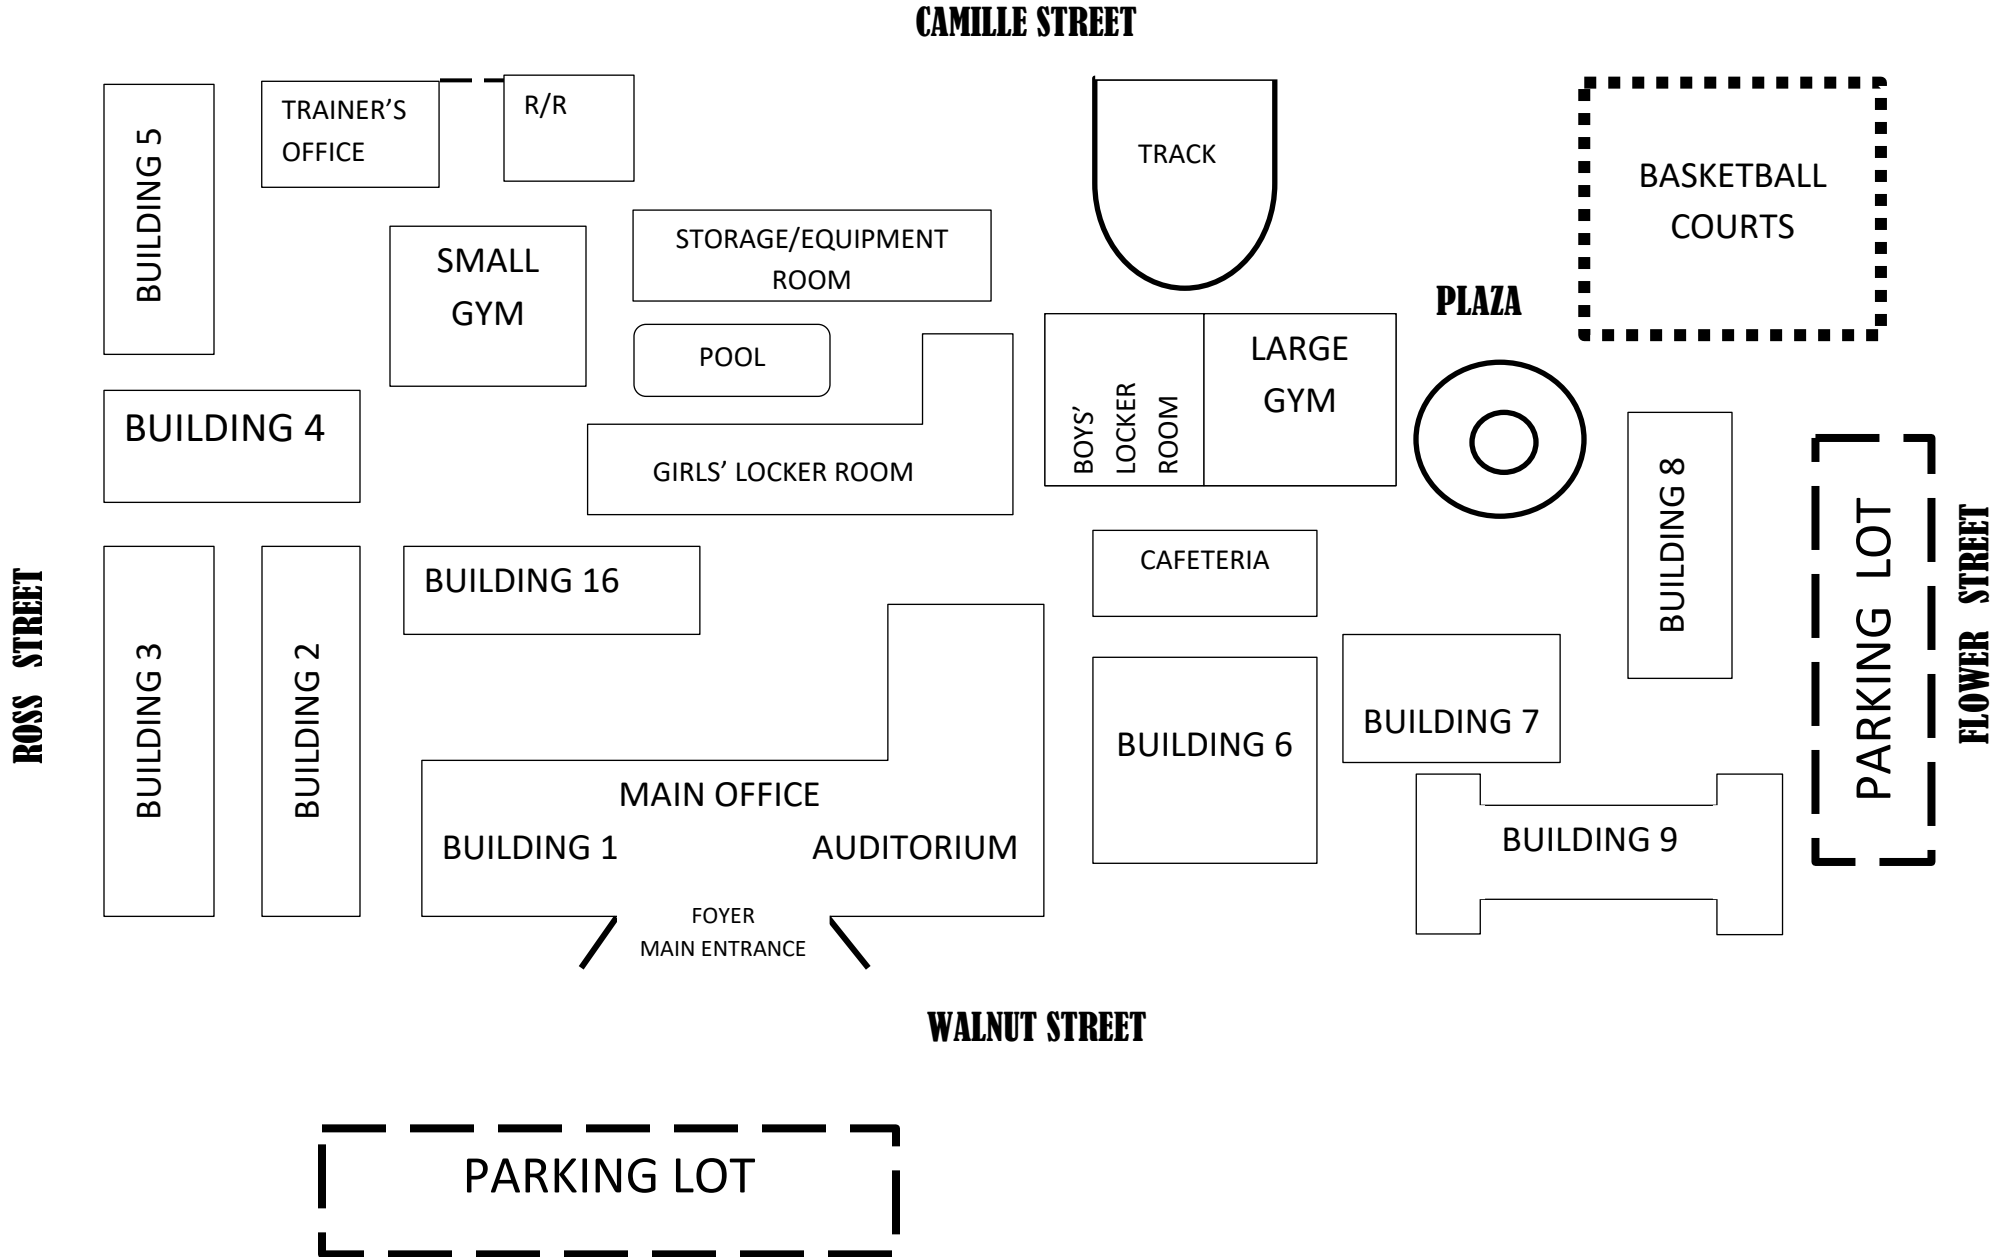 CAMILLE STREET
BUILDING 5
TRAINER'S
OFFICE
R/R
TRACK
BASKETBALL
COURTS
SMALL
GYM
STORAGE/EQUIPMENT
ROOM
POOL
PLAZA
LARGE
GYM
BOYS'
LOCKER
ROOM
BUILDING 4
GIRLS' LOCKER ROOM
BUILDING 8
PARKING LOT
FLOWER STREET
ROSS STREET
BUILDING 3
BUILDING 2
BUILDING 16
CAFETERIA
BUILDING 6
BUILDING 7
MAIN OFFICE
BUILDING 1
AUDITORIUM
BUILDING 9
FOYER
MAIN ENTRANCE
WALNUT STREET
PARKING LOT